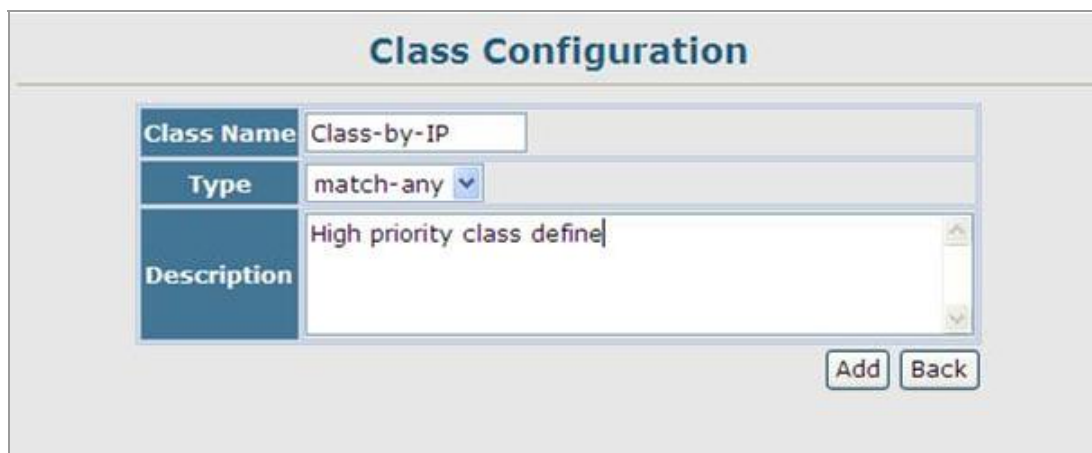 Class Configuration
Class Name Class-by-IP
Type match-any
Description High priority class define
Add Back